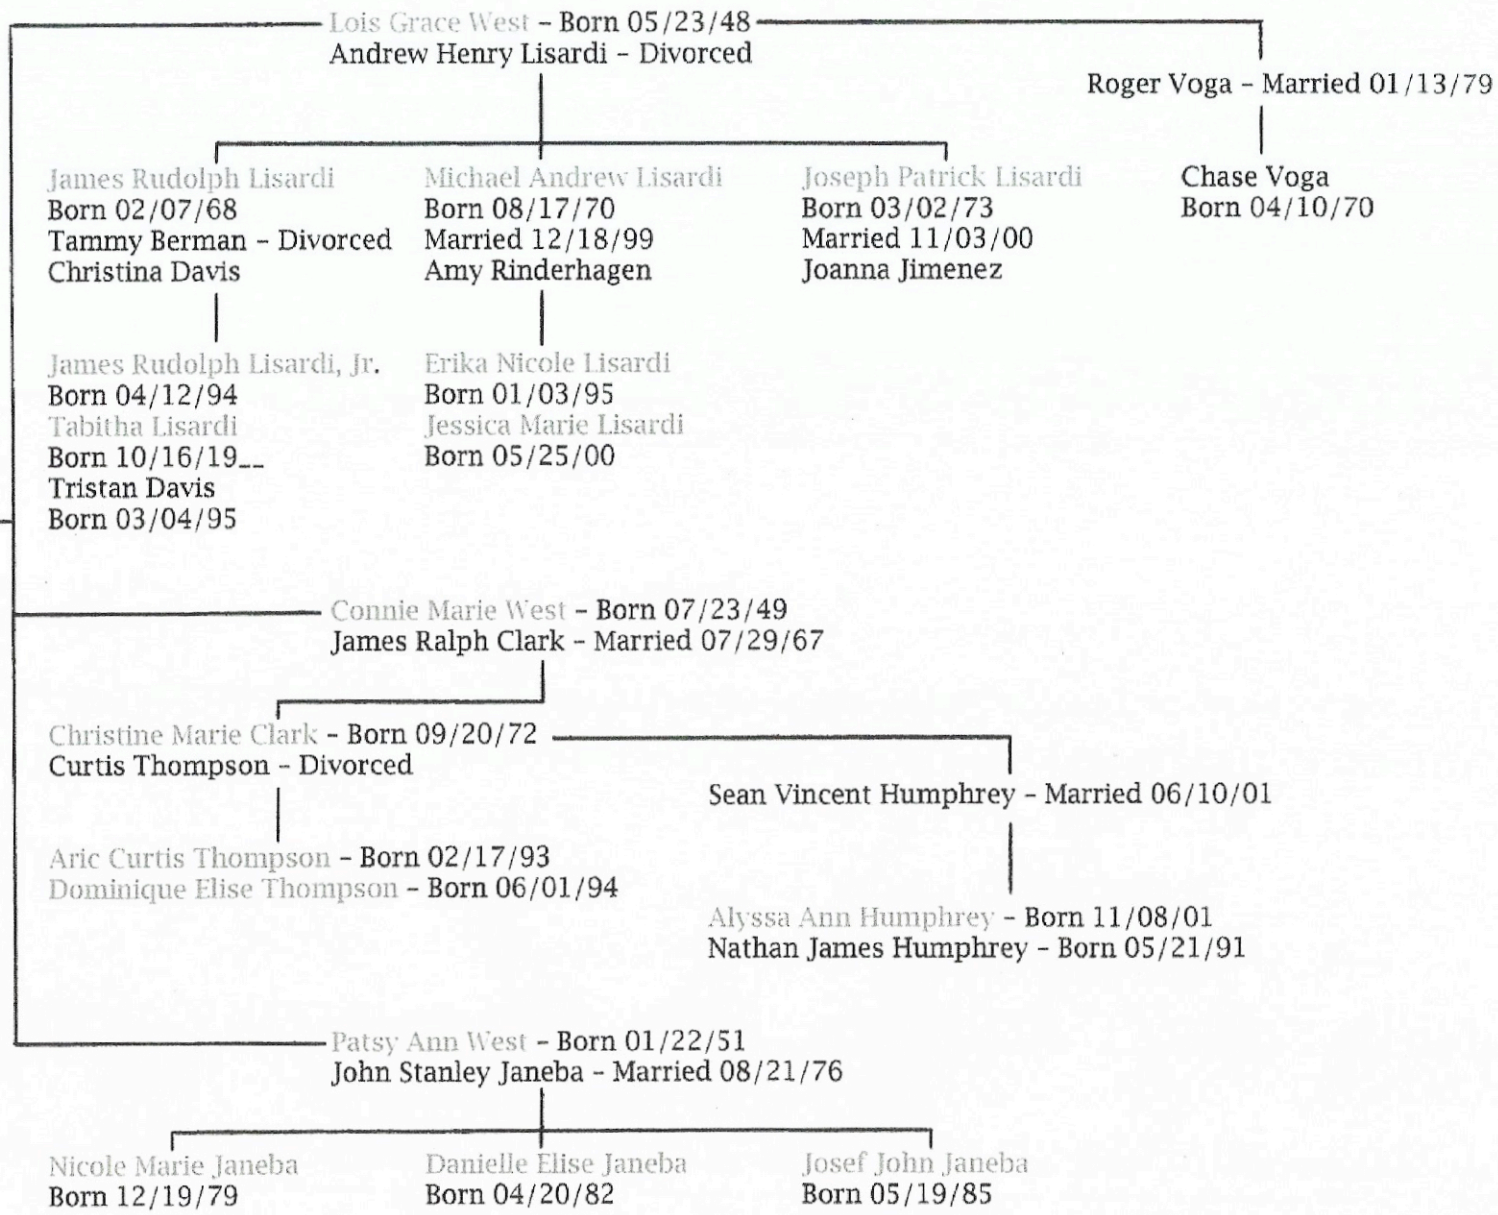 Lois Grace West – Born 05/23/48
Andrew Henry Lisardi – Divorced
Roger Voga – Married 01/13/79
James Rudolph Lisardi
Born 02/07/68
Tammy Berman – Divorced
Christina Davis
Michael Andrew Lisardi
Born 08/17/70
Married 12/18/99
Amy Rinderhagen
Joseph Patrick Lisardi
Born 03/02/73
Married 11/03/00
Joanna Jimenez
Chase Voga
Born 04/10/70
James Rudolph Lisardi, Jr.
Born 04/12/94
Tabitha Lisardi
Born 10/16/19__
Tristan Davis
Born 03/04/95
Erika Nicole Lisardi
Born 01/03/95
Jessica Marie Lisardi
Born 05/25/00
Connie Marie West – Born 07/23/49
James Ralph Clark – Married 07/29/67
Christine Marie Clark – Born 09/20/72
Curtis Thompson – Divorced
Sean Vincent Humphrey – Married 06/10/01
Aric Curtis Thompson – Born 02/17/93
Dominique Elise Thompson – Born 06/01/94
Alyssa Ann Humphrey – Born 11/08/01
Nathan James Humphrey – Born 05/21/91
Patsy Ann West – Born 01/22/51
John Stanley Janeba – Married 08/21/76
Nicole Marie Janeba
Born 12/19/79
Danielle Elise Janeba
Born 04/20/82
Josef John Janeba
Born 05/19/85